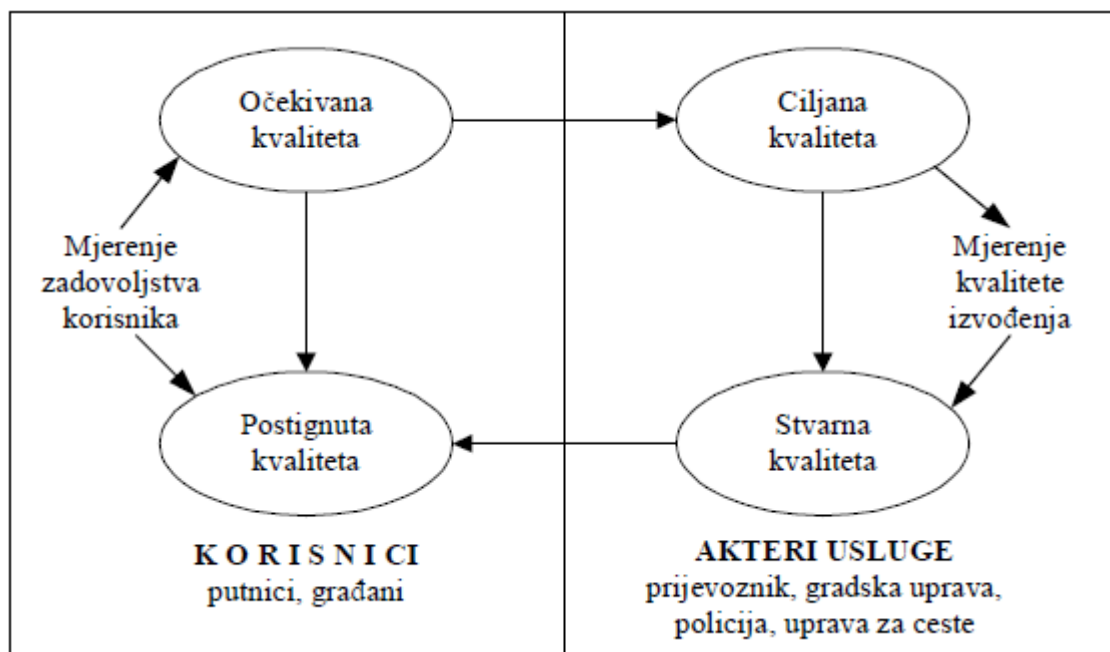 Očekivana
kvaliteta
Ciljana
kvaliteta
Mjerenje
zadovoljstva
korisnika
Mjerenje
kvalitete
izvođenja
Postignuta
kvaliteta
Stvarna
kvaliteta
K O R I S N I C I
putnici, građani
AKTERI USLUGE
prijevoznik, gradska uprava,
policija, uprava za ceste